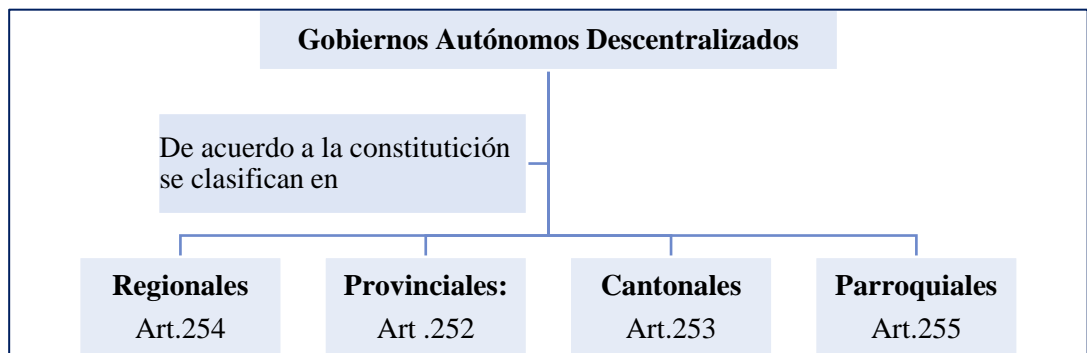 Gobiernos Autónomos Descentralizados
De acuerdo a la constitutición
se clasifican en
Regionales
Art.254
Provinciales:
Art .252
Cantonales
Art.253
Parroquiales
Art.255